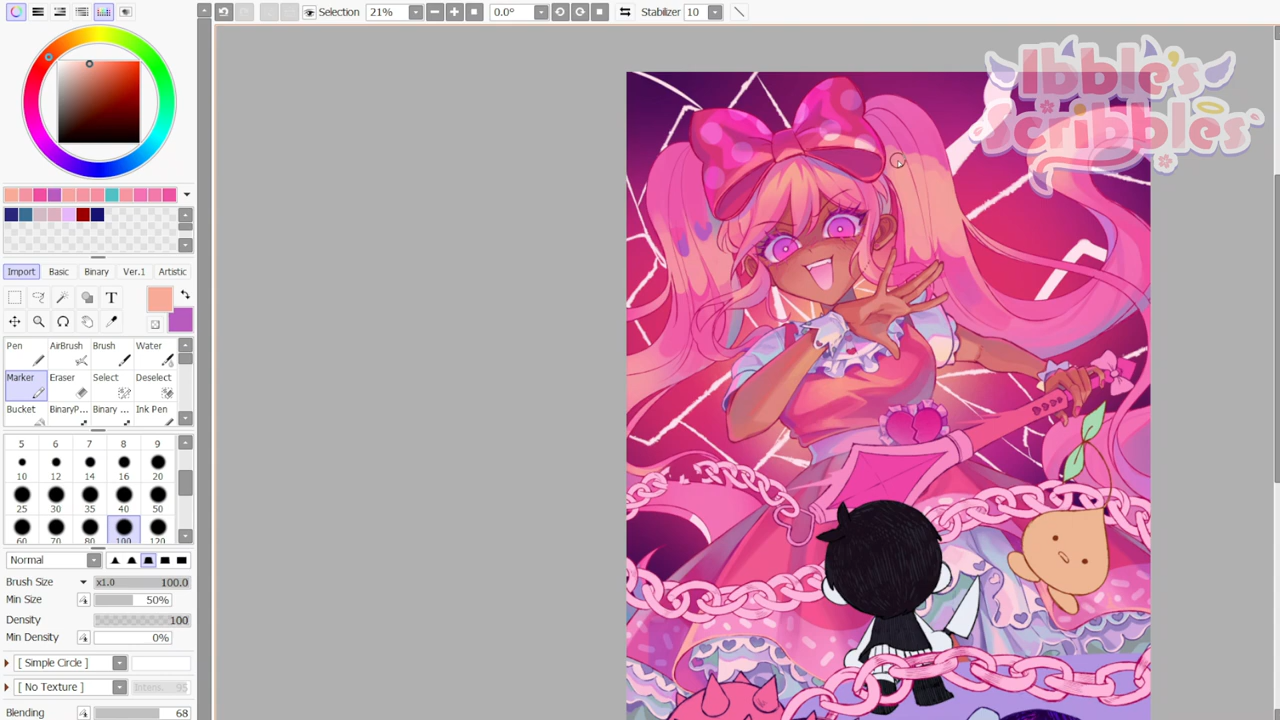 Selection 21% 0.0° Stabilizer 10
Ibble's
Scribbles
Import Basic Binary Ver.1 Artistic
T
Pen AirBrush Brush Water
Marker Eraser Select Deselect
Bucket BinaryP... Binary ... Ink Pen
5 6 7 8 9
10 12 14 16 20
25 30 35 40 50
60 70 80 100 120
Normal
Brush Size x1.0 100.0
Min Size 50%
Density 100
Min Density 0%
[ Simple Circle ]
[ No Texture ] Intens. 95
Blending 68